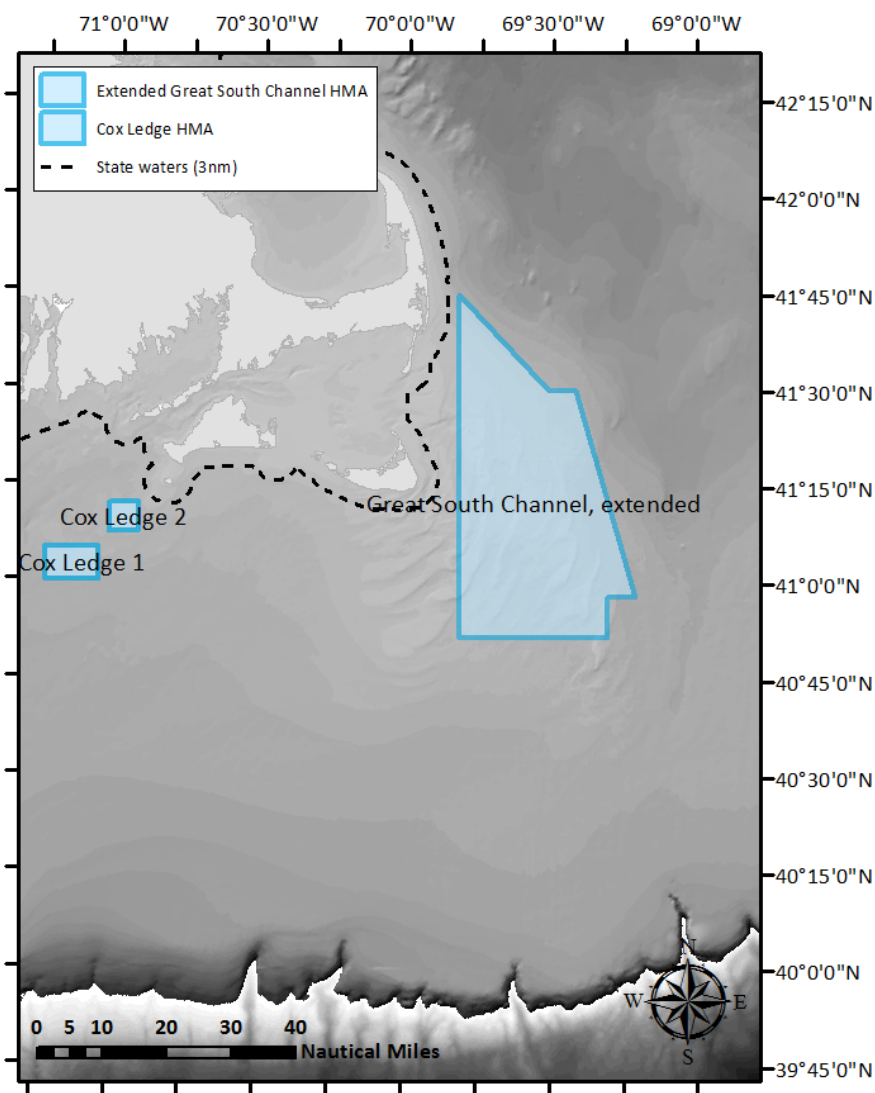 71°0'0"W 70°30'0"W 70°0'0"W 69°30'0"W 69°0'0"W
Extended Great South Channel HMA
Cox Ledge HMA
State waters (3nm)
42°15'0"N
42°0'0"N
41°45'0"N
41°30'0"N
41°15'0"N
Great South Channel, extended
Cox Ledge 2
Cox Ledge 1
41°0'0"N
40°45'0"N
40°30'0"N
40°15'0"N
40°0'0"N
N
W E
S
0 5 10 20 30 40
Nautical Miles
39°45'0"N